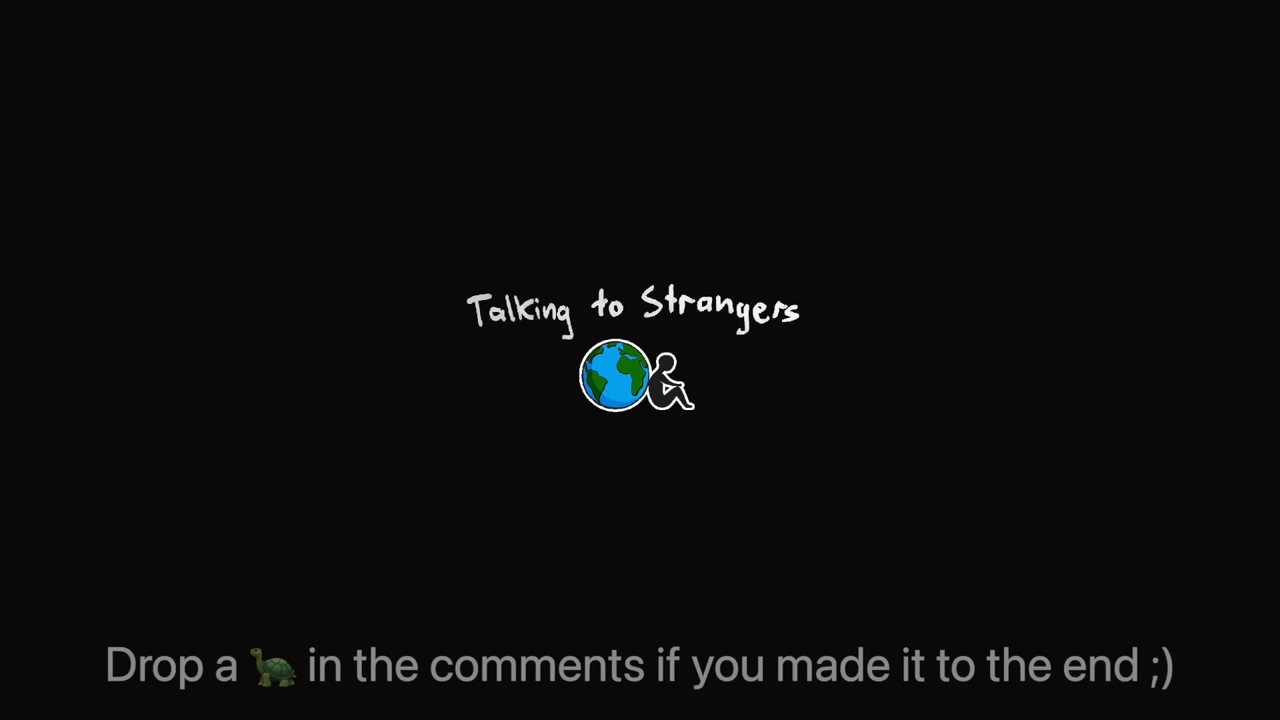 Talking to Strangers
Drop a 🐢 in the comments if you made it to the end ;)